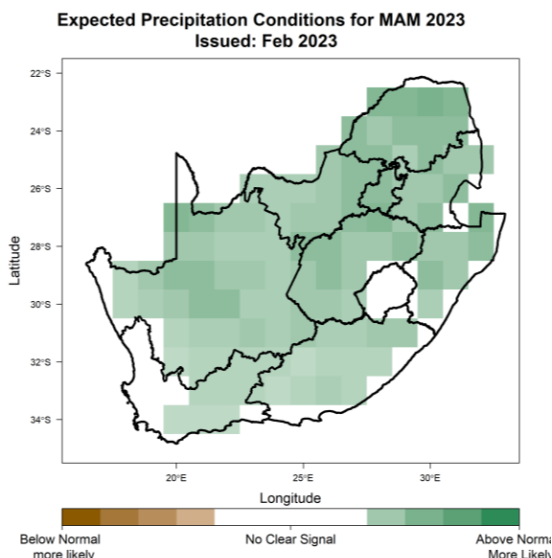 Expected Precipitation Conditions for MAM 2023
Issued: Feb 2023
22°S
24°S
26°S
28°S
30°S
32°S
34°S
Latitude
20°E 25°E 30°E
Longitude
Below Normal No Clear Signal Above Norma
more likely More Likely